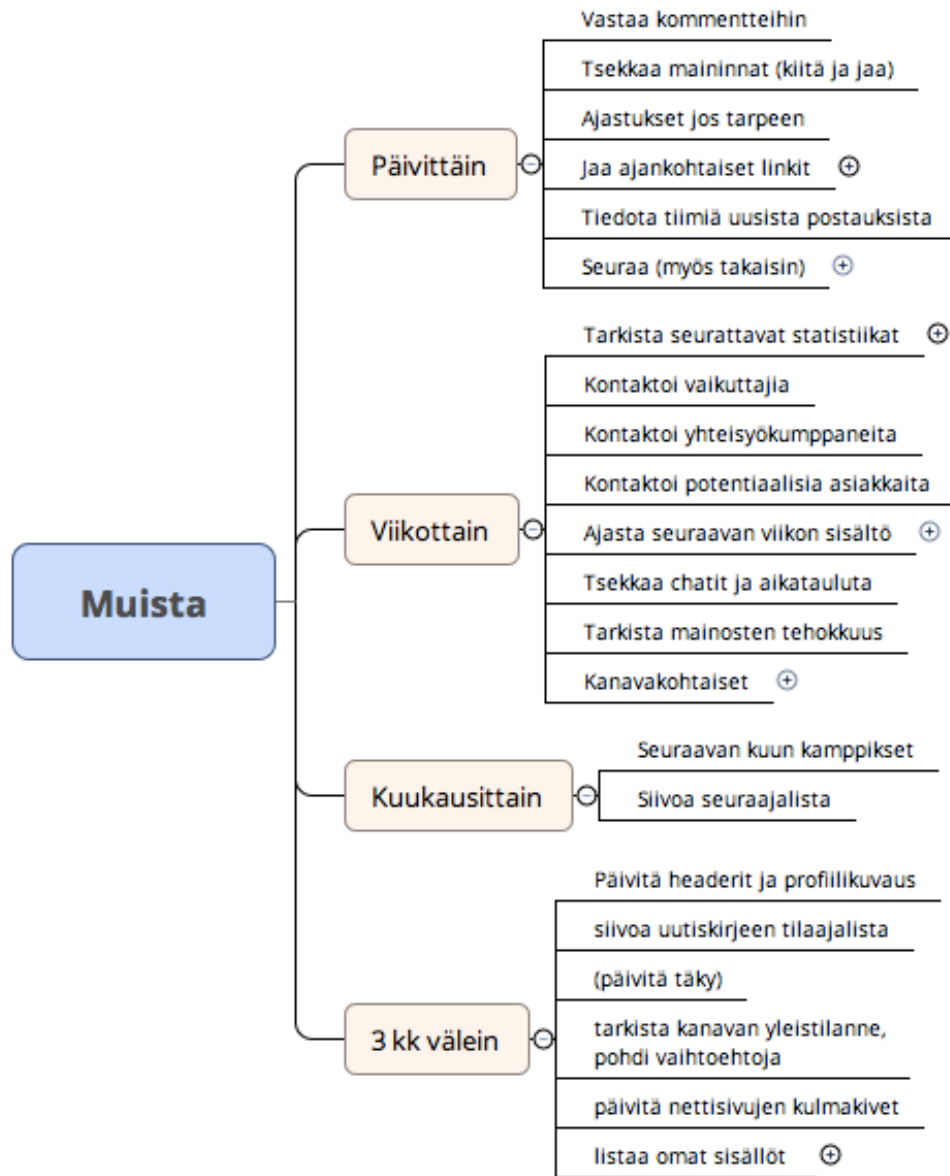 Muista
Päivittäin
Vastaa kommentteihin
Tsekkaa maininnat (kiitä ja jaa)
Ajastukset jos tarpeen
Jaa ajankohtaiset linkit
Tiedota tiimiä uusista postauksista
Seuraa (myös takaisin)
Viikottain
Tarkista seurattavat statistiikat
Kontaktoi vaikuttajia
Kontaktoi yhteisyökumppaneita
Kontaktoi potentiaalisia asiakkaita
Ajasta seuraavan viikon sisältö
Tsekkaa chatit ja aikatauluta
Tarkista mainosten tehokkuus
Kanavakohtaiset
Kuukausittain
Seuraavan kuun kamppikset
Siivoa seuraajalista
3 kk välein
Päivitä headerit ja profiilikuvaus
siivoa uutiskirjeen tilaajalista
(päivitä täky)
tarkista kanavan yleistilanne,
pohdi vaihtoehtoja
päivitä nettisivujen kulmakivet
listaa omat sisällöt